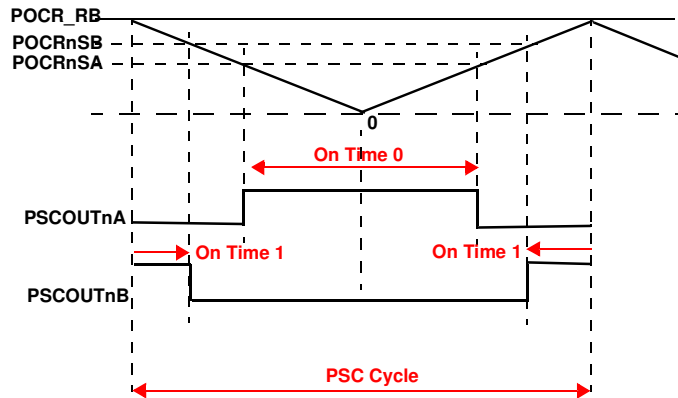 POCR_RB
POCRnSB
POCRnSA
0
On Time 0
PSCOUTnA
On Time 1
On Time 1
PSCOUTnB
PSC Cycle